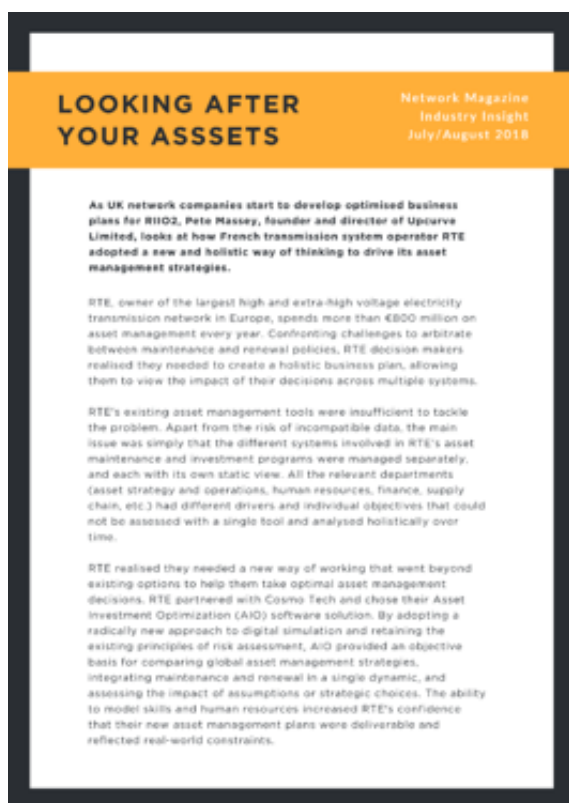 LOOKING AFTER
YOUR ASSSETS
Network Magazine
Industry Insight
July/August 2018
As UK network companies start to develop optimised business
plans for RIIO2, Pete Massey, founder and director of Upcurve
Limited, looks at how French transmission system operator RTE
adopted a new and holistic way of thinking to drive its asset
management strategies.
RTE, owner of the largest high and extra-high voltage electricity
transmission network in Europe, spends more than €800 million on
asset management every year. Confronting challenges to arbitrate
between maintenance and renewal policies, RTE decision makers
realised they needed to create a holistic business plan, allowing
them to view the impact of their decisions across multiple systems.
RTE's existing asset management tools were insufficient to tackle
the problem. Apart from the risk of incompatible data, the main
issue was simply that the different systems involved in RTE's asset
maintenance and investment programs were managed separately,
and each with its own static view. All the relevant departments
(asset strategy and operations, human resources, finance, supply
chain, etc.) had different drivers and individual objectives that could
not be assessed with a single tool and analysed holistically over
time.
RTE realised they needed a new way of working that went beyond
existing options to help them take optimal asset management
decisions. RTE partnered with Cosmo Tech and chose their Asset
Investment Optimization (AIO) software solution. By adopting a
radically new approach to digital simulation and retaining the
existing principles of risk assessment, AIO provided an objective
basis for comparing global asset management strategies,
integrating maintenance and renewal in a single dynamic, and
assessing the impact of assumptions or strategic choices. The ability
to model skills and human resources increased RTE's confidence
that their new asset management plans were deliverable and
reflected real-world constraints.